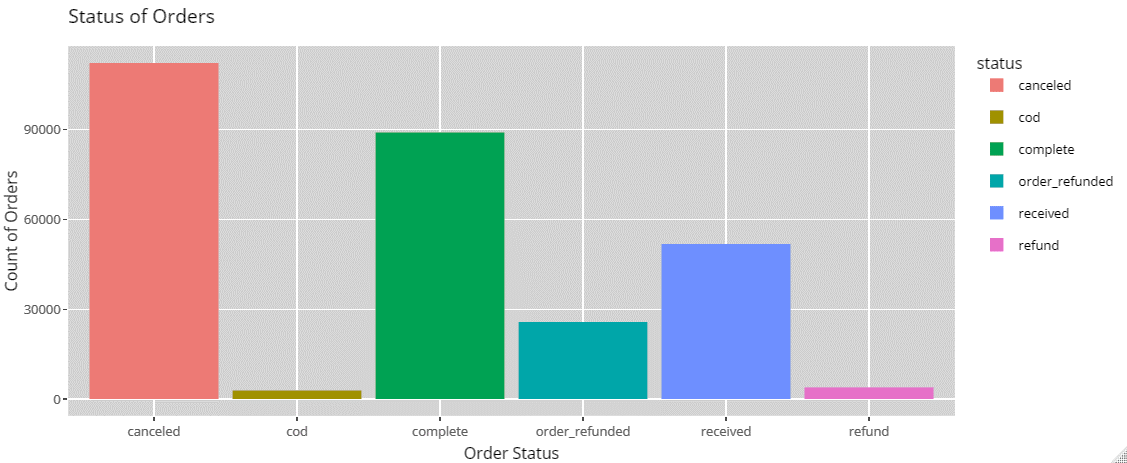 Status of Orders
Count of Orders
90000
60000
30000
0
canceled
cod
complete
order_refunded
received
refund
Order Status
status
canceled
cod
complete
order_refunded
received
refund